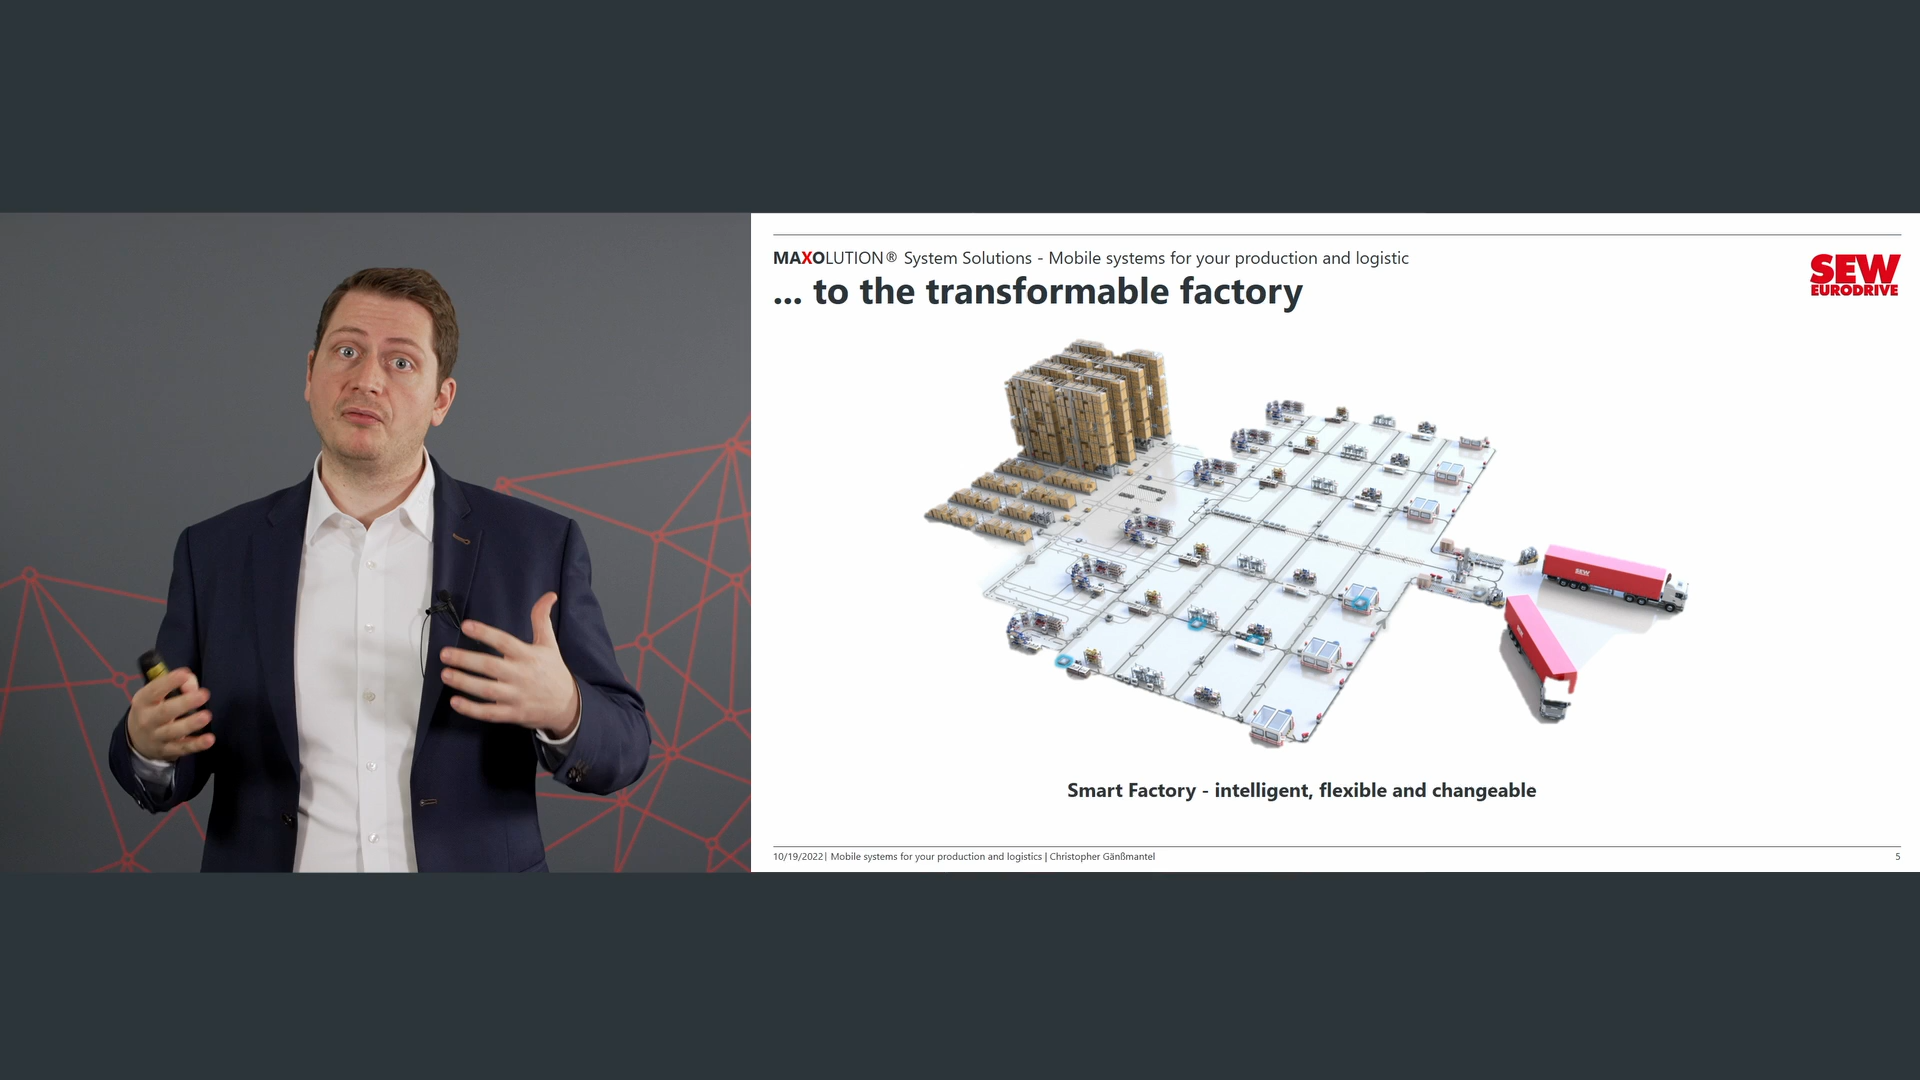 MAXOLUTION® System Solutions - Mobile systems for your production and logistic
... to the transformable factory
SEW
EURODRIVE
SEW
Smart Factory - intelligent, flexible and changeable
10/19/2022| Mobile systems for your production and logistics | Christopher Gänßmantel
5